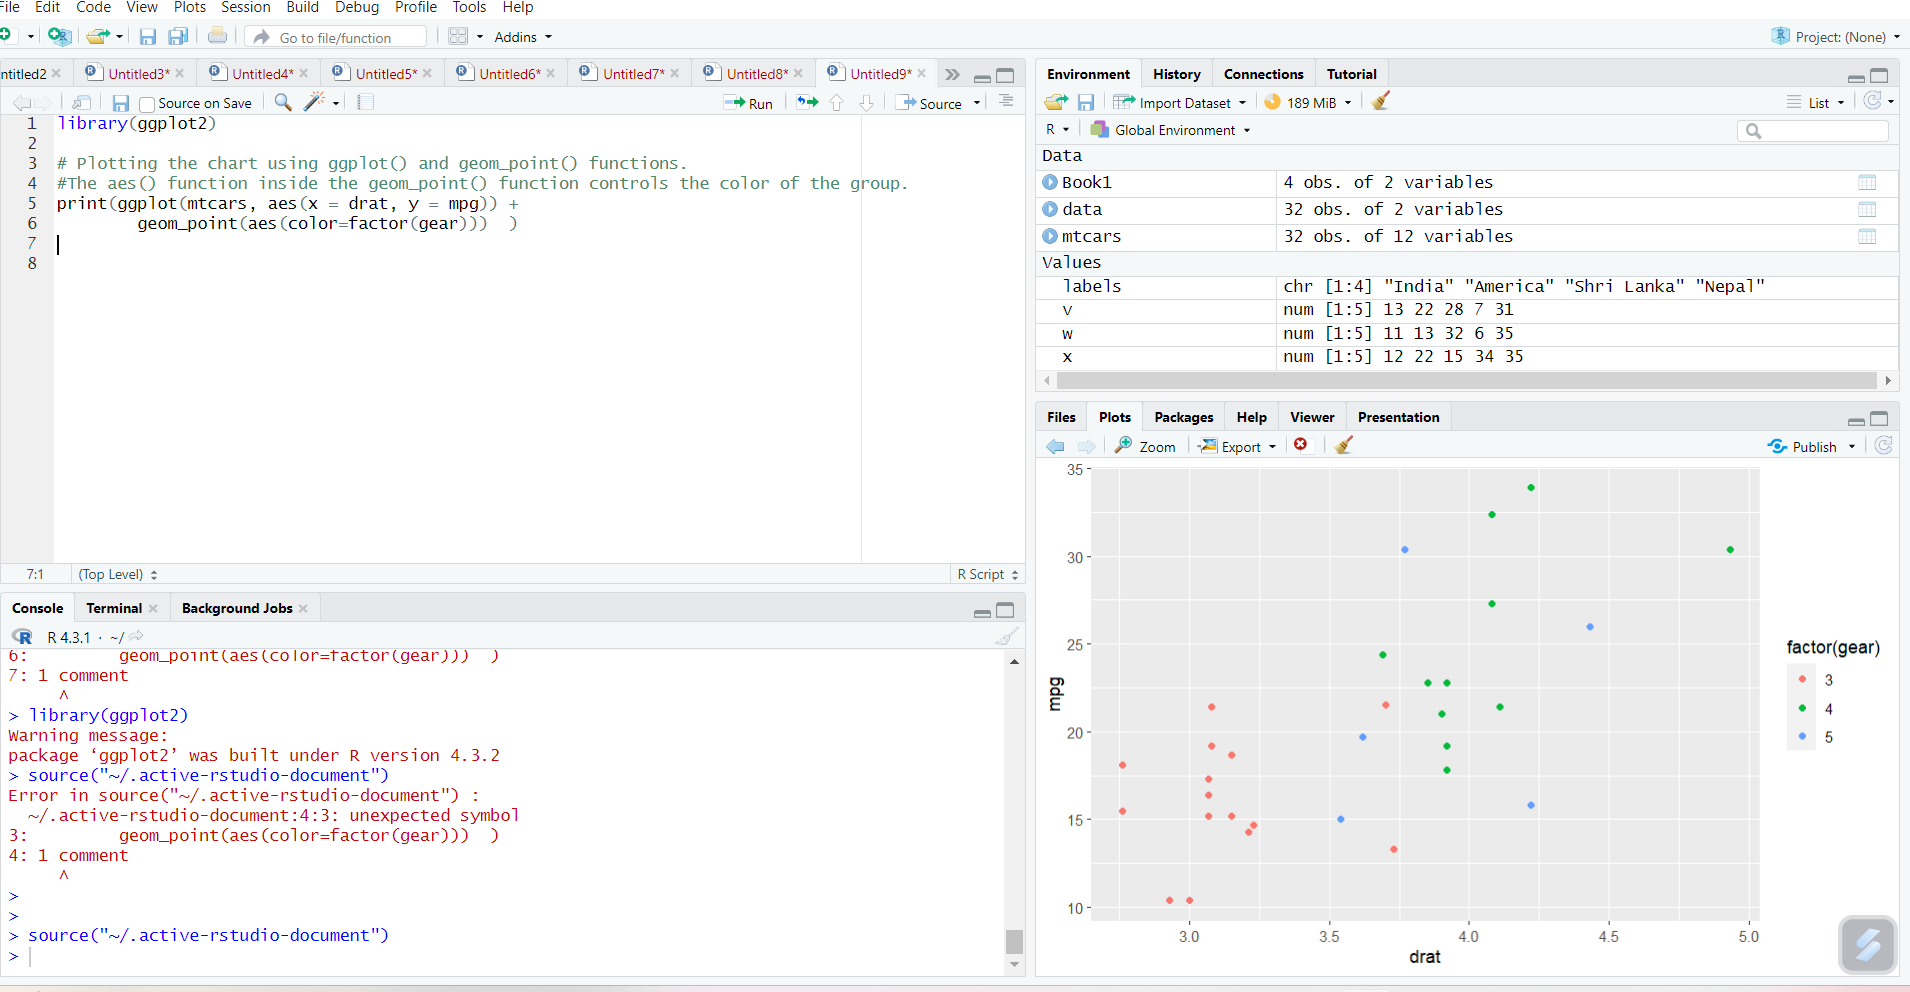 File Edit Code View Plots Session Build Debug Profile Tools Help
Go to file/function Addins Project: (None)
ntitled2 Untitled3* Untitled4* Untitled5* Untitled6* Untitled7* Untitled8* Untitled9*
Source on Save Run Source
1 library(ggplot2)
2
3 # Plotting the chart using ggplot() and geom_point() functions.
4 #The aes() function inside the geom_point() function controls the color of the group.
5 print(ggplot(mtcars, aes(x = drat, y = mpg)) +
6 geom_point(aes(color=factor(gear))) )
7
8
7:1 (Top Level) R Script
Console Terminal Background Jobs
R 4.3.1 · ~/
6: geom_point(aes(color=factor(gear))) )
7: 1 comment
^
> library(ggplot2)
Warning message:
package ‘ggplot2’ was built under R version 4.3.2
> source("~/.active-rstudio-document")
Error in source("~/.active-rstudio-document") :
~/.active-rstudio-document:4:3: unexpected symbol
3: geom_point(aes(color=factor(gear))) )
4: 1 comment
^
>
>
> source("~/.active-rstudio-document")
>
Environment History Connections Tutorial
Import Dataset 189 MiB List
R Global Environment
Data
Book1 4 obs. of 2 variables
data 32 obs. of 2 variables
mtcars 32 obs. of 12 variables
Values
labels chr [1:4] "India" "America" "Shri Lanka" "Nepal"
v num [1:5] 13 22 28 7 31
w num [1:5] 11 13 32 6 35
x num [1:5] 12 22 15 34 35
Files Plots Packages Help Viewer Presentation
Zoom Export Publish
35
30
25
20
15
10
mpg
3.0 3.5 4.0 4.5 5.0
drat
factor(gear)
3
4
5